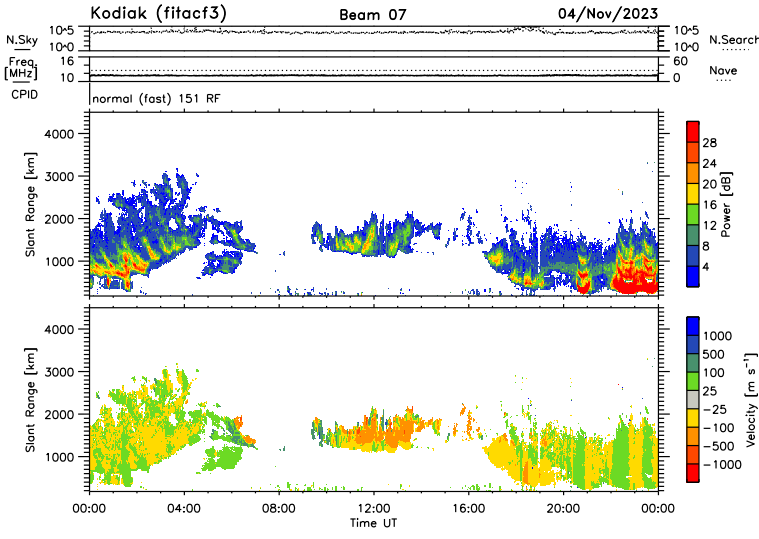 Kodiak (fitacf3) Beam 07 04/Nov/2023
N.Sky 10^5 10^0 10^5 10^0 N.Search
Freq. [MHz] 16 10 60 0 Nave
CPID normal (fast) 151 RF
Slant Range [km] 4000 3000 2000 1000
28 24 20 16 12 8 4 Power [dB]
Slant Range [km] 4000 3000 2000 1000
1000 500 100 25 -25 -100 -500 -1000 Velocity [m s^-1]
00:00 04:00 08:00 12:00 16:00 20:00 00:00
Time UT